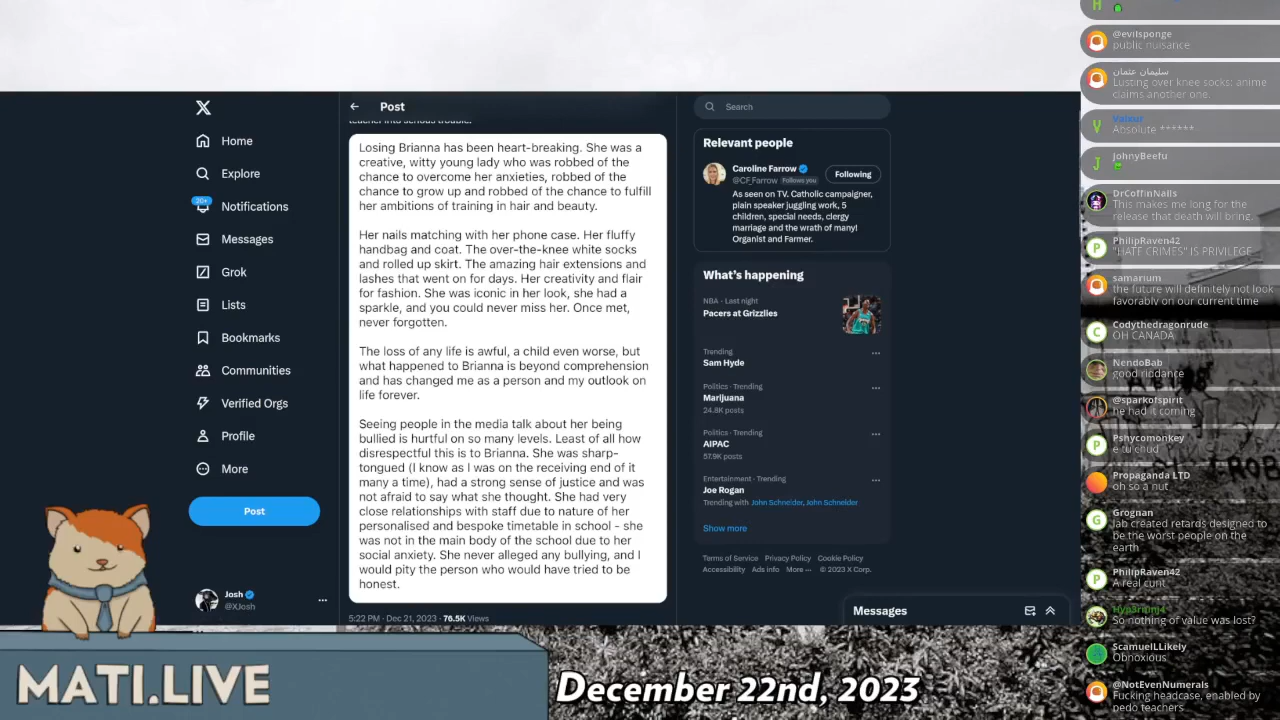 Post
teacher into serious trouble.
Losing Brianna has been heart-breaking. She was a
creative, witty young lady who was robbed of the
chance to overcome her anxieties, robbed of the
chance to grow up and robbed of the chance to fulfill
her ambitions of training in hair and beauty.
Her nails matching with her phone case. Her fluffy
handbag and coat. The over-the-knee white socks
and rolled up skirt. The amazing hair extensions and
lashes that went on for days. Her creativity and flair
for fashion. She was iconic in her look, she had a
sparkle, and you could never miss her. Once met,
never forgotten.
The loss of any life is awful, a child even worse, but
what happened to Brianna is beyond comprehension
and has changed me as a person and my outlook on
life forever.
Seeing people in the media talk about her being
bullied is hurtful on so many levels. Least of all how
disrespectful this is to Brianna. She was sharp-
tongued (I know as I was on the receiving end of it
many a time), had a strong sense of justice and was
not afraid to say what she thought. She had very
close relationships with staff due to nature of her
personalised and bespoke timetable in school - she
was not in the main body of the school due to her
social anxiety. She never alleged any bullying, and I
would pity the person who would have tried to be
honest.
5:22 PM · Dec 21, 2023 · 76.5K Views
X
Home
Explore
20+
Notifications
Messages
Grok
Lists
Bookmarks
Communities
Verified Orgs
Profile
More
Post
Josh
@XJosh
Search
Relevant people
Caroline Farrow
@CF_Farrow Follows you
Following
As seen on TV. Catholic campaigner,
plain speaker juggling work, 5
children, special needs, clergy
marriage and the wrath of many!
Organist and Farmer.
What's happening
NBA · Last night
Pacers at Grizzlies
Trending
Sam Hyde
Politics · Trending
Marijuana
24.8K posts
Politics · Trending
AIPAC
57.9K posts
Entertainment · Trending
Joe Rogan
Trending with John Schneider, John Schneider
Show more
Terms of Service Privacy Policy Cookie Policy
Accessibility Ads info More ··· © 2023 X Corp.
Messages
H
@evilsponge
public nuisance
سليمان عثمان
Lusting over knee socks: anime
claims another one.
V
Voixur
Absolute ******
J
JohnyBeefu
DrCoffinNails
This makes me long for the
release that death will bring.
P
PhilipRaven42
"HATE CRIMES" IS PRIVILEGE
samarium
the future will definitely not look
favorably on our current time
C
Codythedragonrude
OH CANADA
NendoBab
good riddance
@sparkofspirit
he had it coming
P
Psnycomonkey
e tu chud
Propaganda LTD
oh so a nut
G
Grognan
lab created retards designed to
be the worst people on the
earth
P
PhilipRaven42
A real cunt
So nothing of value was lost?
ScamuelLLikely
Obnoxious
@NotEvenNumerals
Fucking headcase, enabled by
pedo teachers
MATI.LIVE
December 22nd, 2023